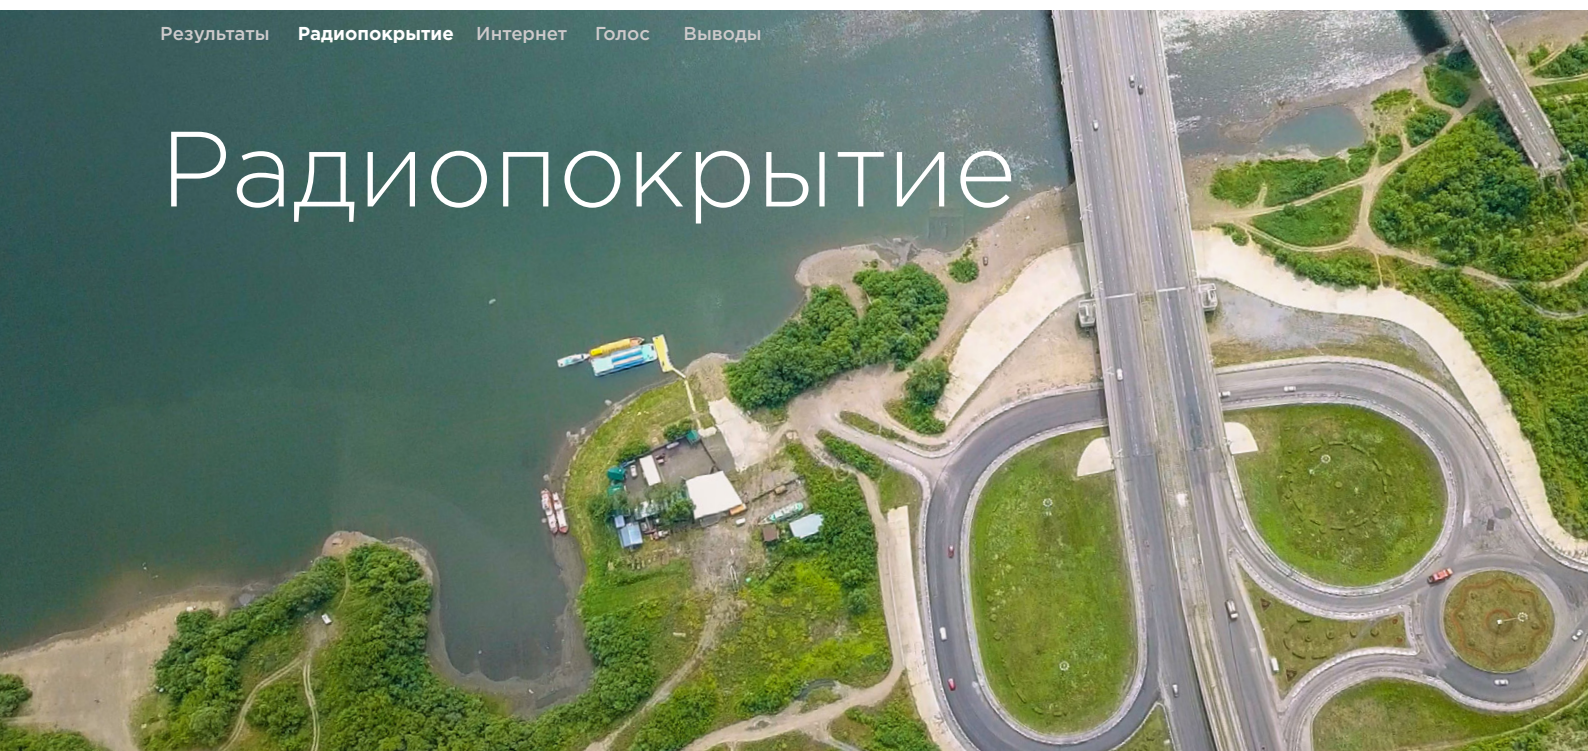 Результаты Радиопокрытие Интернет Голос Выводы
Радиопокрытие